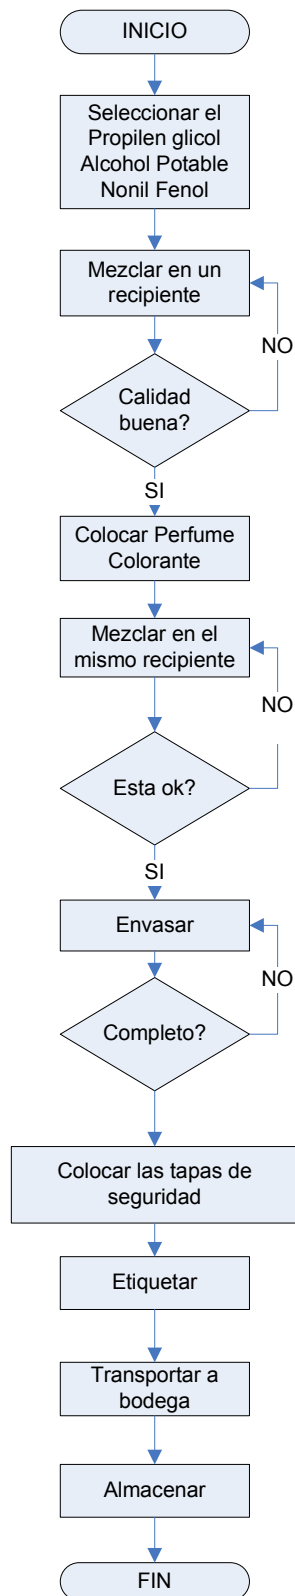 INICIO
Seleccionar el
Propilen glicol
Alcohol Potable
Nonil Fenol
Mezclar en un
recipiente
NO
Calidad
buena?
SI
Colocar Perfume
Colorante
Mezclar en el
mismo recipiente
NO
Esta ok?
SI
Envasar
NO
Completo?
Colocar las tapas de
seguridad
Etiquetar
Transportar a
bodega
Almacenar
FIN